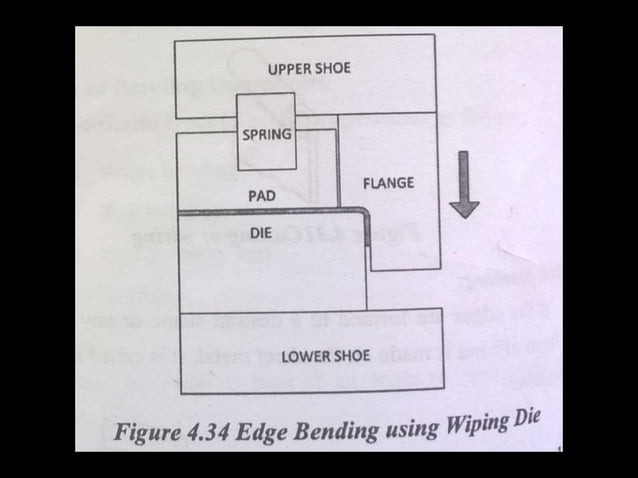 UPPER SHOE
SPRING
FLANGE
PAD
DIE
LOWER SHOE
Figure 4.34 Edge Bending using Wiping Die